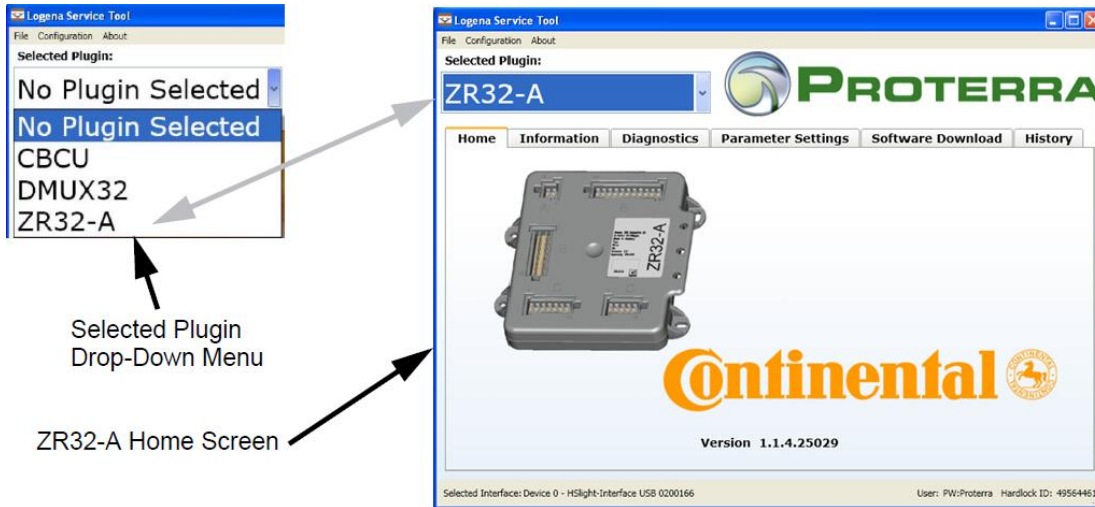 Logena Service Tool
File Configuration About
Selected Plugin:
No Plugin Selected
No Plugin Selected
CBCU
DMUX32
ZR32-A
Selected Plugin
Drop-Down Menu
ZR32-A Home Screen
Logena Service Tool
File Configuration About
Selected Plugin:
ZR32-A
PROTERRA
Home Information Diagnostics Parameter Settings Software Download History
ZR32-A
Continental
CONTINENTAL
Version 1.1.4.25029
Selected Interface: Device 0 - HSlight-Interface USB 0200166
User: PW:Proterra Hardlock ID: 49564461